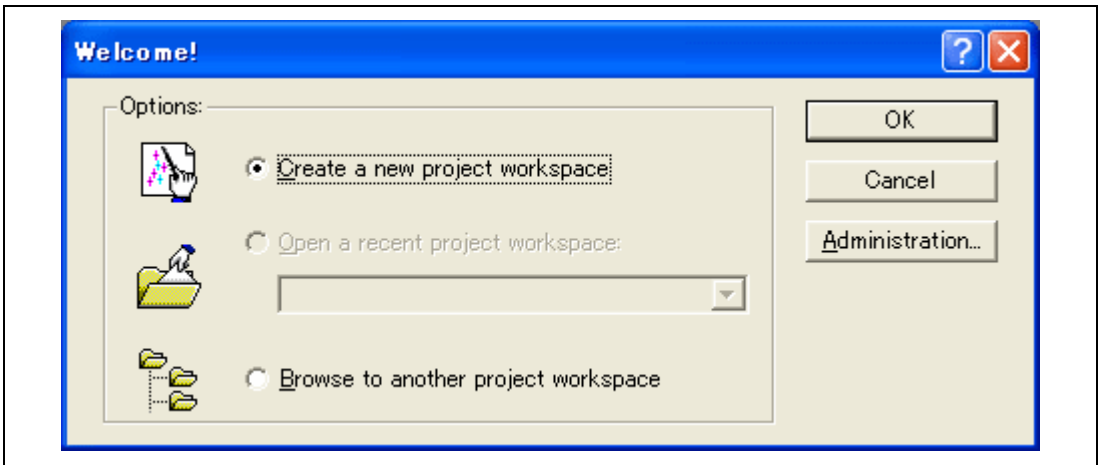 Welcome!
Options:
Create a new project workspace
Open a recent project workspace:
Browse to another project workspace
OK
Cancel
Administration...